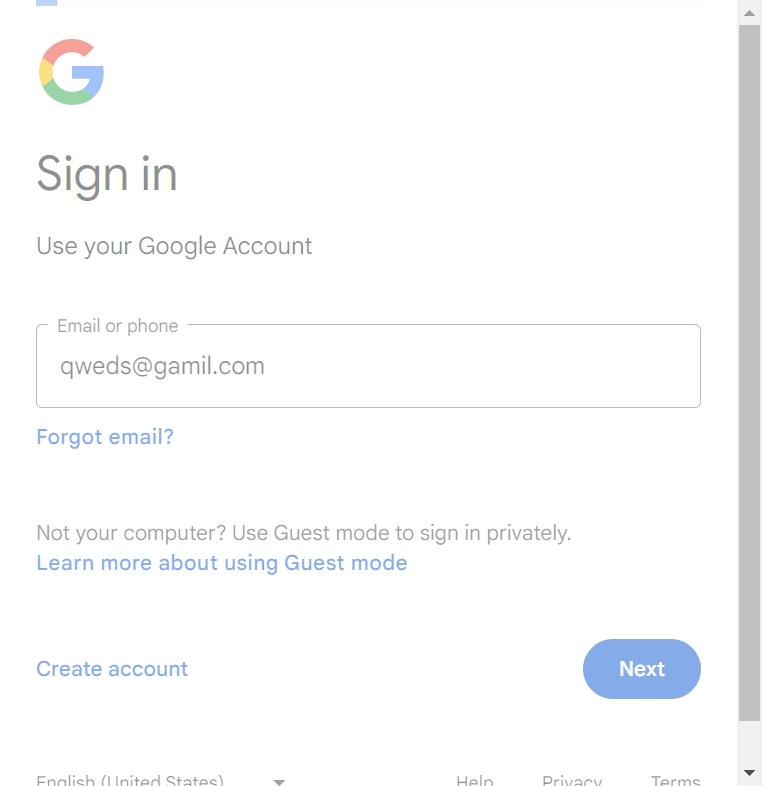 Sign in
Use your Google Account
Email or phone
qweds@gamil.com
Forgot email?
Not your computer? Use Guest mode to sign in privately.
Learn more about using Guest mode
Create account
Next
English (United States)
Help
Privacy
Terms